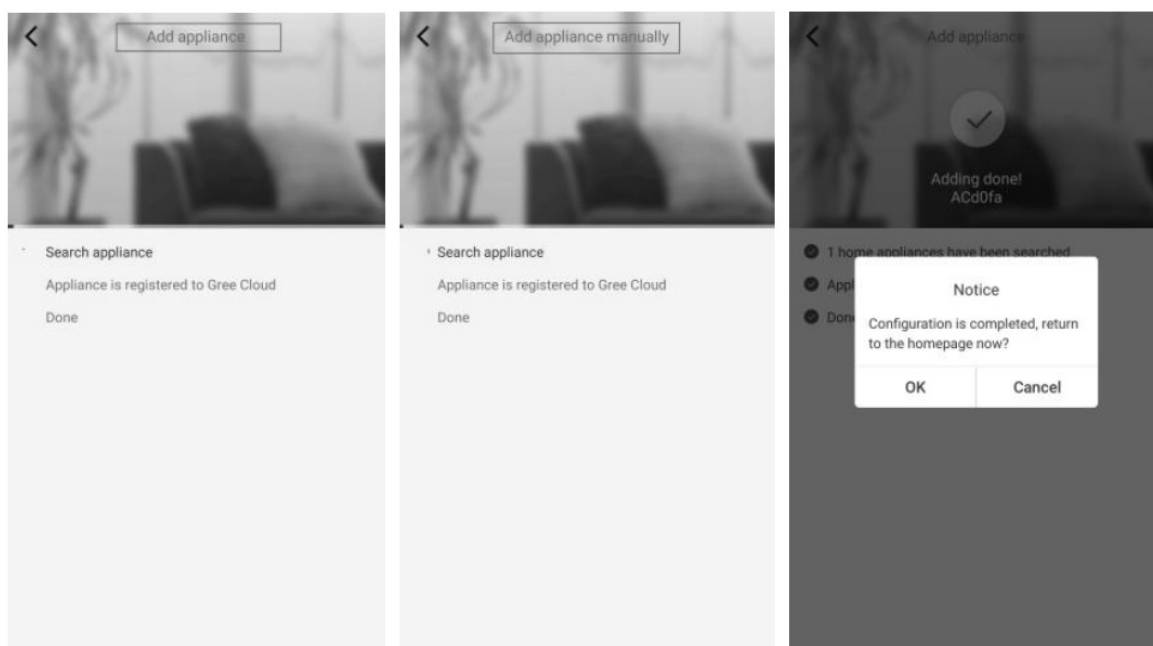 Add appliance
Search appliance
Appliance is registered to Gree Cloud
Done
Add appliance manually
Search appliance
Appliance is registered to Gree Cloud
Done
Add appliance
Adding done!
ACd0fa
1 home appliances have been searched
Appl
Done
Notice
Configuration is completed, return
to the homepage now?
OK
Cancel